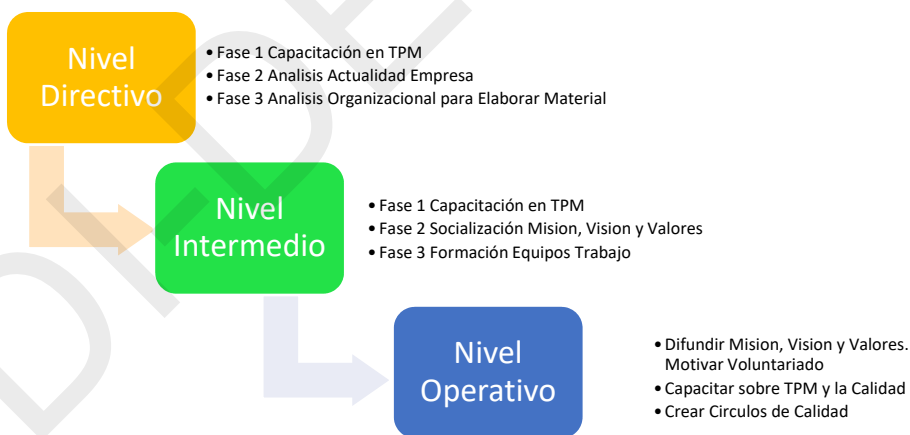 Nivel
Directivo
• Fase 1 Capacitación en TPM
• Fase 2 Analisis Actualidad Empresa
• Fase 3 Analisis Organizacional para Elaborar Material
Nivel
Intermedio
• Fase 1 Capacitación en TPM
• Fase 2 Socialización Mision, Vision y Valores
• Fase 3 Formación Equipos Trabajo
Nivel
Operativo
• Difundir Mision, Vision y Valores.
Motivar Voluntariado
• Capacitar sobre TPM y la Calidad
• Crear Circulos de Calidad